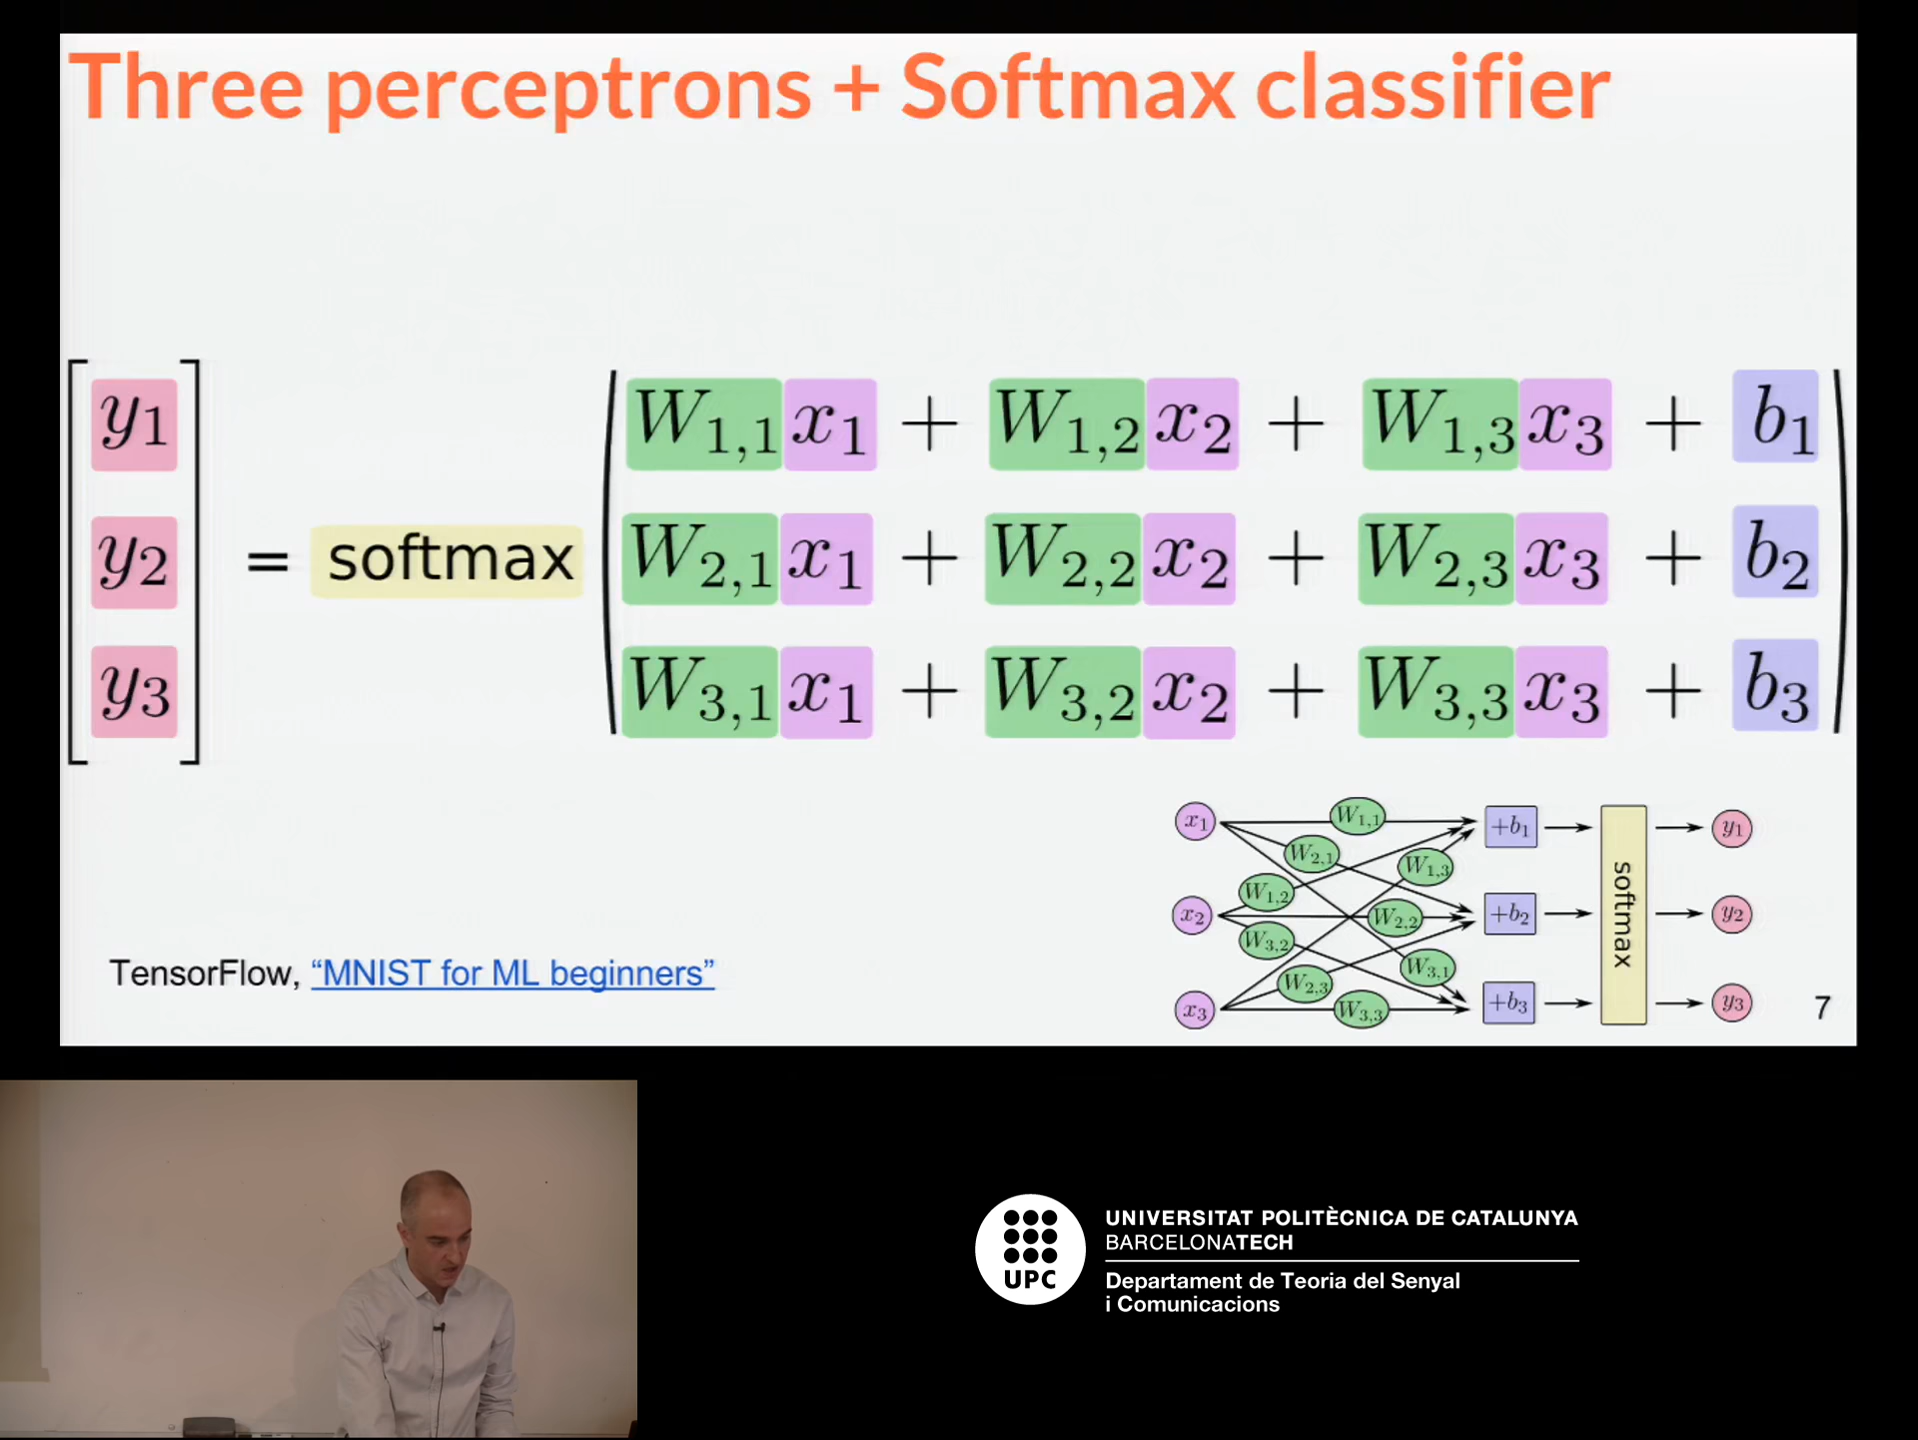 Three perceptrons + Softmax classifier
y1 = softmax W1,1 x1 + W1,2 x2 + W1,3 x3 + b1
y2 W2,1 x1 + W2,2 x2 + W2,3 x3 + b2
y3 W3,1 x1 + W3,2 x2 + W3,3 x3 + b3
x1 W1,1 +b1 y1
W2,1 W1,3
W1,2
x2 W2,2 +b2 softmax y2
W3,2
W3,1
W2,3
x3 W3,3 +b3 y3
TensorFlow, “MNIST for ML beginners”
7
UPC
UNIVERSITAT POLITÈCNICA DE CATALUNYA
BARCELONATECH
Departament de Teoria del Senyal
i Comunicacions